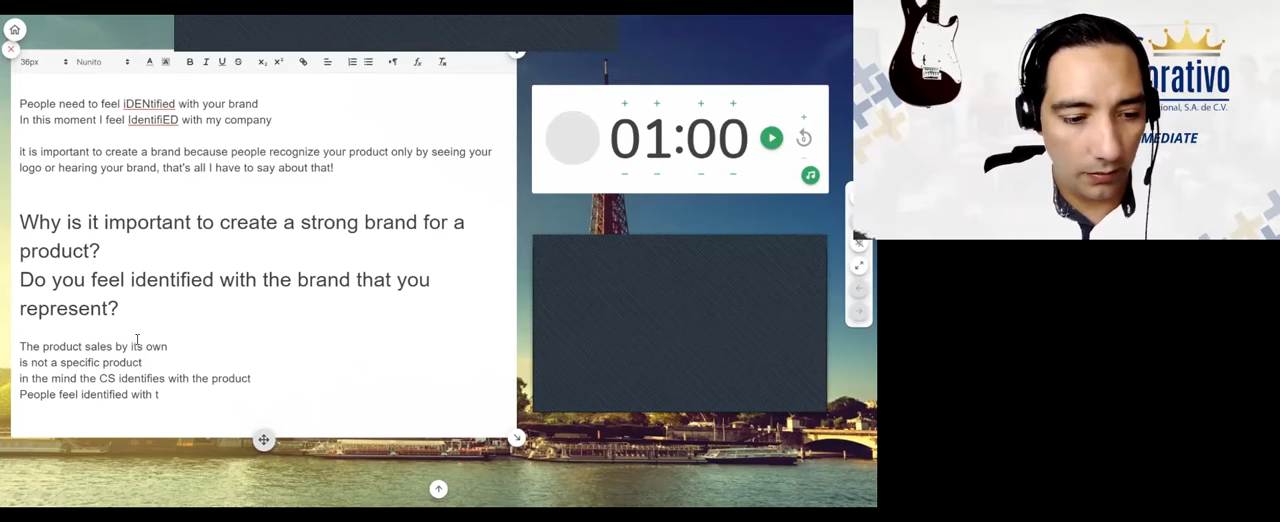 36px
Nunito
B I U S
People need to feel iDENtified with your brand
In this moment I feel IdentifiED with my company
it is important to create a brand because people recognize your product only by seeing your
logo or hearing your brand, that's all I have to say about that!
Why is it important to create a strong brand for a
product?
Do you feel identified with the brand that you
represent?
The product sales by its own
is not a specific product
in the mind the CS identifies with the product
People feel identified with t
01:00
orativo
ional, S.A. de C.V.
MEDIATE